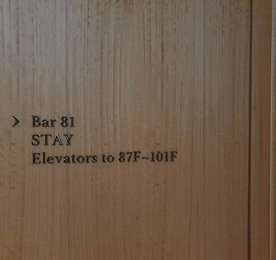 > Bar 81
STAY
Elevators to 87F~101F